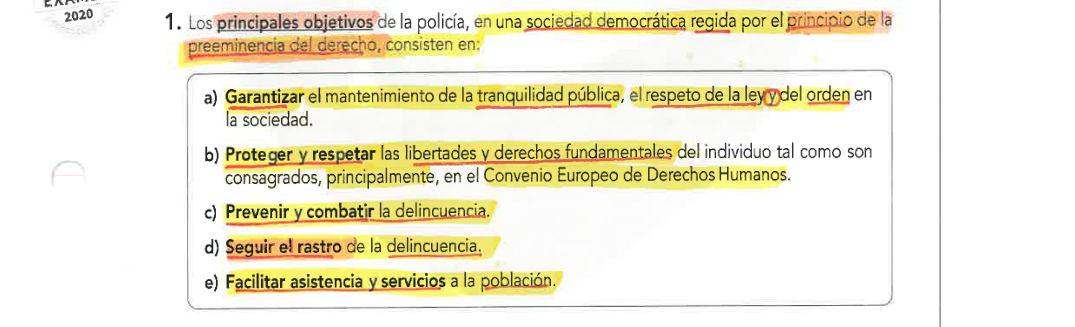 2020
1. Los principales objetivos de la policía, en una sociedad democrática regida por el principio de la
preeminencia del derecho, consisten en:
a) Garantizar el mantenimiento de la tranquilidad pública, el respeto de la ley y del orden en
la sociedad.
b) Proteger y respetar las libertades y derechos fundamentales del individuo tal como son
consagrados, principalmente, en el Convenio Europeo de Derechos Humanos.
c) Prevenir y combatir la delincuencia.
d) Seguir el rastro de la delincuencia.
e) Facilitar asistencia y servicios a la población.